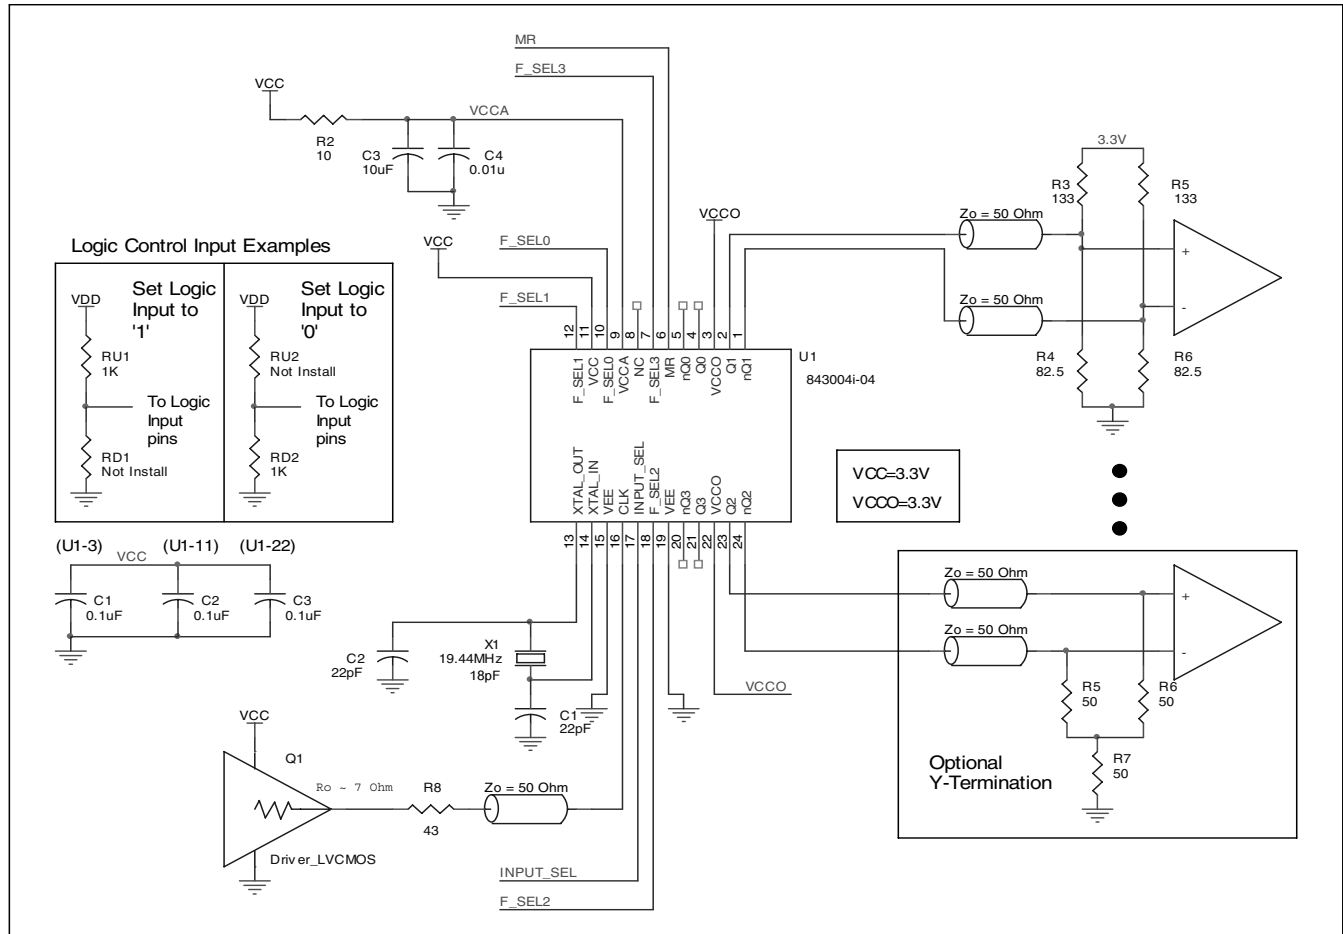 MR
F_SEL3
VCC
VCCA
R2
10
C3
10uF
C4
0.01u
3.3V
R3
133
R5
133
Zo = 50 Ohm
VCCO
Logic Control Input Examples
VCC
F_SEL0
F_SEL1
+
-
Zo = 50 Ohm
VDD
Set Logic
Input to
'1'
RU1
1K
To Logic
Input
pins
RD1
Not Install
VDD
Set Logic
Input to
'0'
RU2
Not Install
To Logic
Input
pins
RD2
1K
12
11
10
9
8
7
6
5
4
3
2
1
U1
843004i-04
F_SEL1
VCC
F_SEL0
VCCA
NC
F_SEL3
MR
nQ0
Q0
VCCO
Q1
nQ1
R4
82.5
R6
82.5
XTAL_OUT
XTAL_IN
VEE
CLK
INPUT_SEL
F_SEL2
VEE
nQ3
Q3
VCCO
Q2
nQ2
13
14
15
16
17
18
19
20
21
22
23
24
VCC=3.3V
VCCO=3.3V
(U1-3)
(U1-11)
(U1-22)
VCC
C1
0.1uF
C2
0.1uF
C3
0.1uF
Zo = 50 Ohm
+
Zo = 50 Ohm
-
C2
22pF
X1
19.44MHz
18pF
C1
22pF
VCCO
R5
50
R6
50
R7
50
Optional
Y-Termination
VCC
Q1
Ro ~ 7 Ohm
R8
43
Zo = 50 Ohm
Driver_LVCMOS
INPUT_SEL
F_SEL2